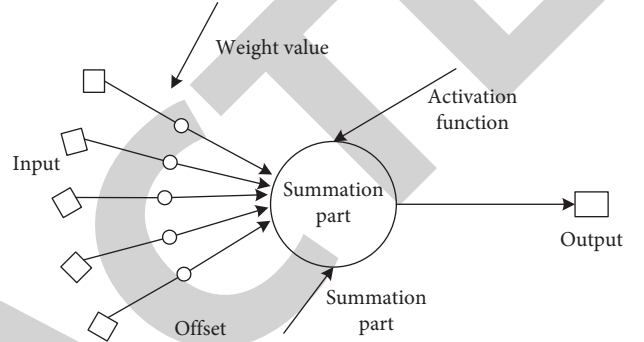 Weight value
Activation
function
Input
Summation
part
Output
Summation
part
Offset